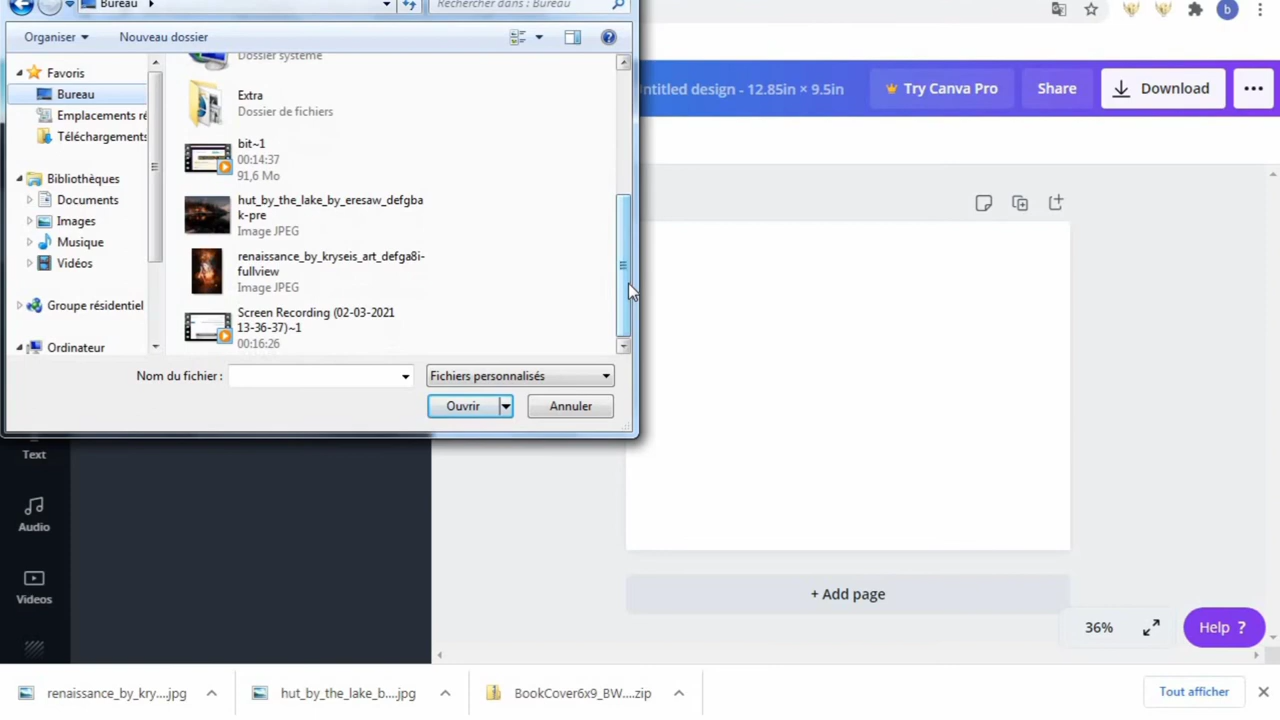 Bureau
Rechercher dans : Bureau
Organiser
Nouveau dossier
Favoris
Bureau
Emplacements ré
Téléchargements
Bibliothèques
Documents
Images
Musique
Vidéos
Groupe résidentiel
Ordinateur
Dossier système
Extra
Dossier de fichiers
bit~1
00:14:37
91,6 Mo
hut_by_the_lake_by_eresaw_defgba
k-pre
Image JPEG
renaissance_by_kryseis_art_defga8i-
fullview
Image JPEG
Screen Recording (02-03-2021
13-36-37)~1
00:16:26
Nom du fichier :
Fichiers personnalisés
Ouvrir
Annuler
b
ntitled design - 12.85in × 9.5in
Try Canva Pro
Share
Download
Text
Audio
Videos
+ Add page
36%
Help ?
renaissance_by_kry....jpg
hut_by_the_lake_b....jpg
BookCover6x9_BW....zip
Tout afficher